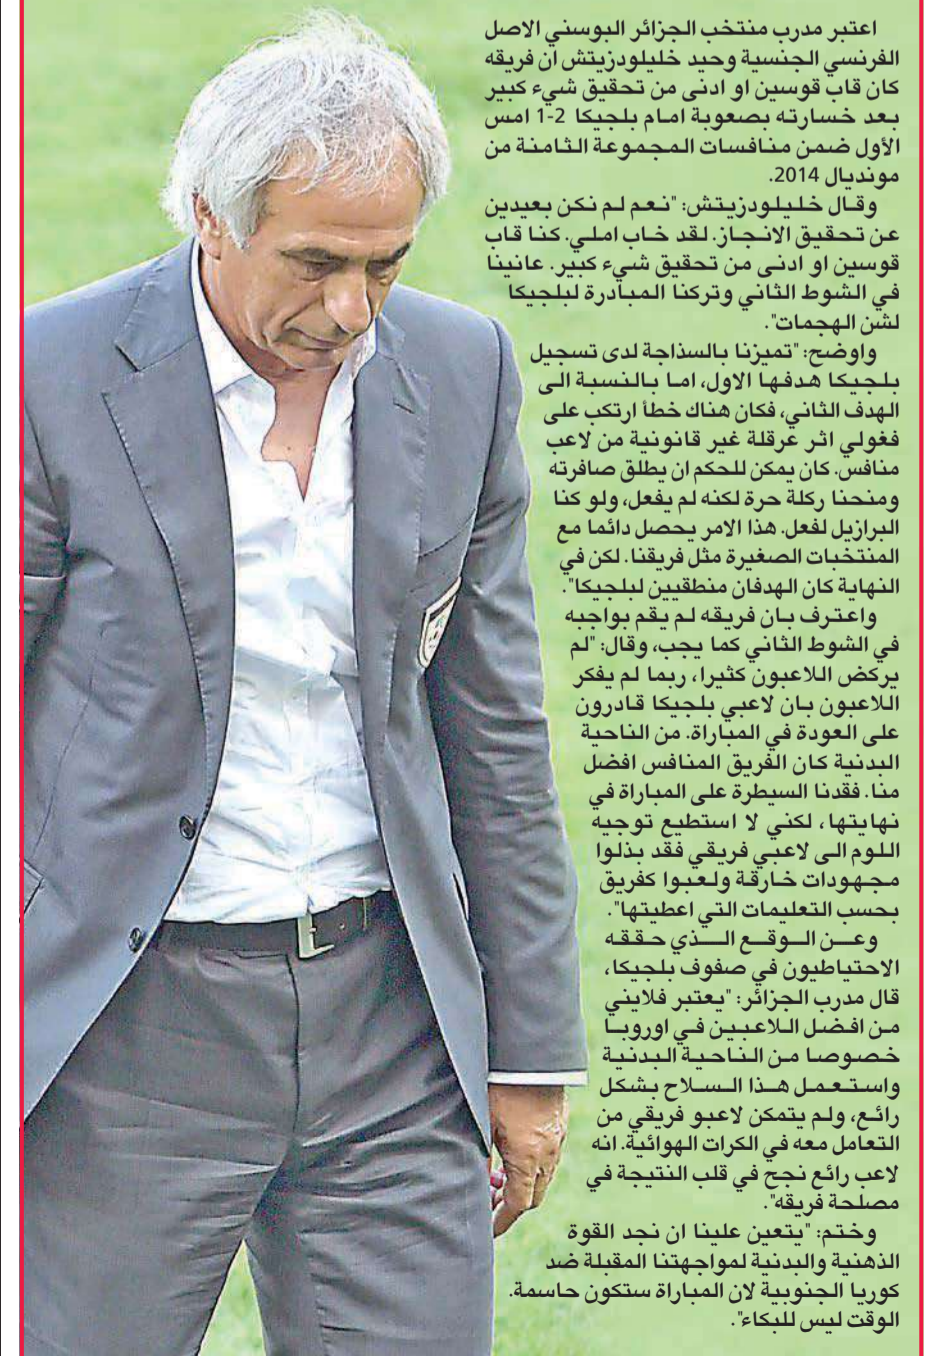 اعتبر مدرب منتخب الجزائر البوسني الاصل
الفرنسي الجنسية وحيد خليلودزيتش ان فريقه
كان قاب قوسين او ادنى من تحقيق شيء كبير
بعد خسارته بصعوبة امام بلجيكا 2-1 امس
الأول ضمن منافسات المجموعة الثامنة من
مونديال 2014.
وقال خليلودزيتش: "نعم لم نكن بعيدين
عن تحقيق الانجاز. لقد خاب املي. كنا قاب
قوسين او ادنى من تحقيق شيء كبير. عانينا
في الشوط الثاني وتركنا المبادرة لبلجيكا
لشن الهجمات".
واوضح: "تميزنا بالسذاجة لدى تسجيل
بلجيكا هدفها الاول، اما بالنسبة الى
الهدف الثاني، فكان هناك خطأ ارتكب على
فغولي اثر عرقلة غير قانونية من لاعب
منافس. كان يمكن للحكم ان يطلق صافرته
ومنحنا ركلة حرة لكنه لم يفعل، ولو كنا
البرازيل لفعل. هذا الامر يحصل دائما مع
المنتخبات الصغيرة مثل فريقنا. لكن في
النهاية كان الهدفان منطقيين لبلجيكا".
واعترف بان فريقه لم يقم بواجبه
في الشوط الثاني كما يجب، وقال: "لم
يركض اللاعبون كثيرا، ربما لم يفكر
اللاعبون بان لاعبي بلجيكا قادرون
على العودة في المباراة. من الناحية
البدنية كان الفريق المنافس افضل
منا. فقدنا السيطرة على المباراة في
نهايتها، لكني لا استطيع توجيه
اللوم الى لاعبي فريقي فقد بذلوا
مجهودات خارقة ولعبوا كفريق
بحسب التعليمات التي اعطيتها".
وعن الوقع الذي حققه
الاحتياطيون في صفوف بلجيكا،
قال مدرب الجزائر: "يعتبر فلايني
من افضل اللاعبين في اوروبا
خصوصا من الناحية البدنية
واستعمل هذا السلاح بشكل
رائع، ولم يتمكن لاعبو فريقي من
التعامل معه في الكرات الهوائية. انه
لاعب رائع نجح في قلب النتيجة في
مصلحة فريقه".
وختم: "يتعين علينا ان نجد القوة
الذهنية والبدنية لمواجهتنا المقبلة ضد
كوريا الجنوبية لان المباراة ستكون حاسمة.
الوقت ليس للبكاء".